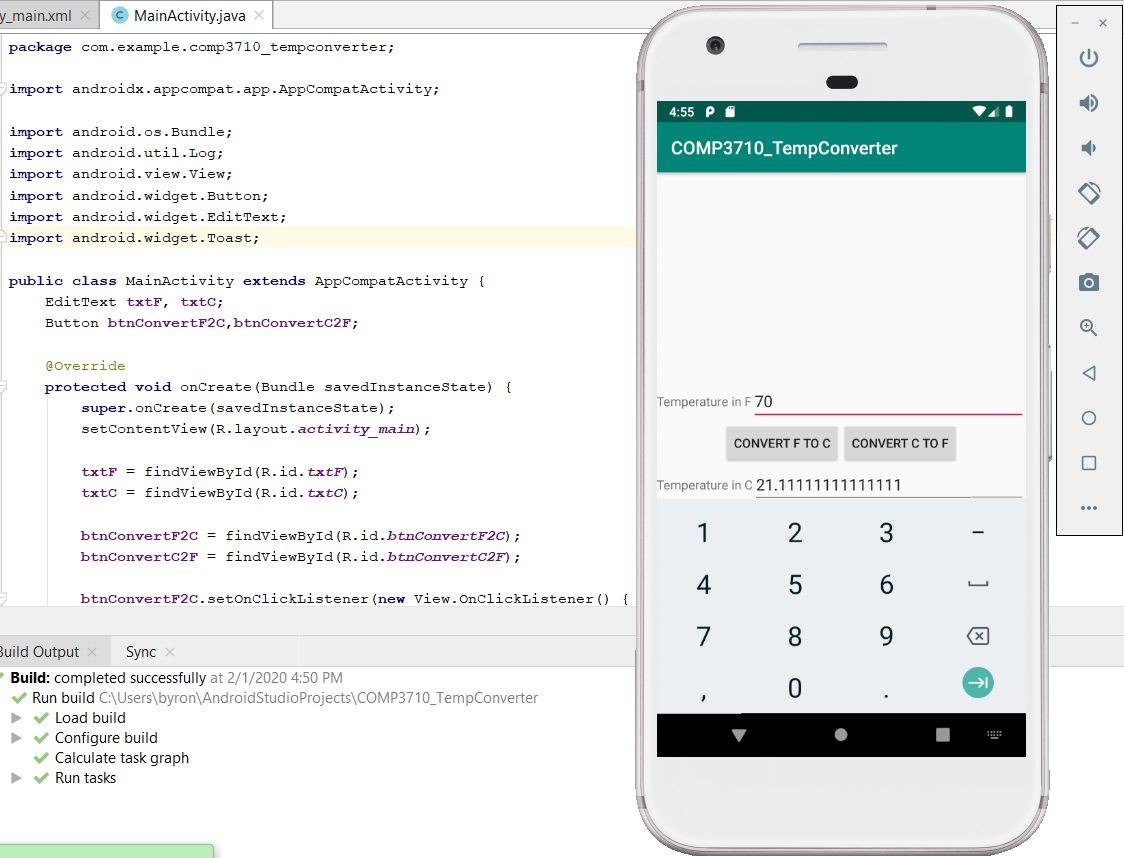 y_main.xml
MainActivity.java
package com.example.comp3710_tempconverter;
import androidx.appcompat.app.AppCompatActivity;
import android.os.Bundle;
import android.util.Log;
import android.view.View;
import android.widget.Button;
import android.widget.EditText;
import android.widget.Toast;
public class MainActivity extends AppCompatActivity {
EditText txtF, txtC;
Button btnConvertF2C,btnConvertC2F;
@Override
protected void onCreate(Bundle savedInstanceState) {
super.onCreate(savedInstanceState);
setContentView(R.layout.activity_main);
txtF = findViewById(R.id.txtF);
txtC = findViewById(R.id.txtC);
btnConvertF2C = findViewById(R.id.btnConvertF2C);
btnConvertC2F = findViewById(R.id.btnConvertC2F);
btnConvertF2C.setOnClickListener(new View.OnClickListener() {
Build Output
Sync
Build: completed successfully at 2/1/2020 4:50 PM
Run build C:\Users\byron\AndroidStudioProjects\COMP3710_TempConverter
Load build
Configure build
Calculate task graph
Run tasks
4:55
COMP3710_TempConverter
Temperature in F 70
CONVERT F TO C CONVERT C TO F
Temperature in C 21.11111111111111
1 2 3 -
4 5 6
7 8 9
, 0 .